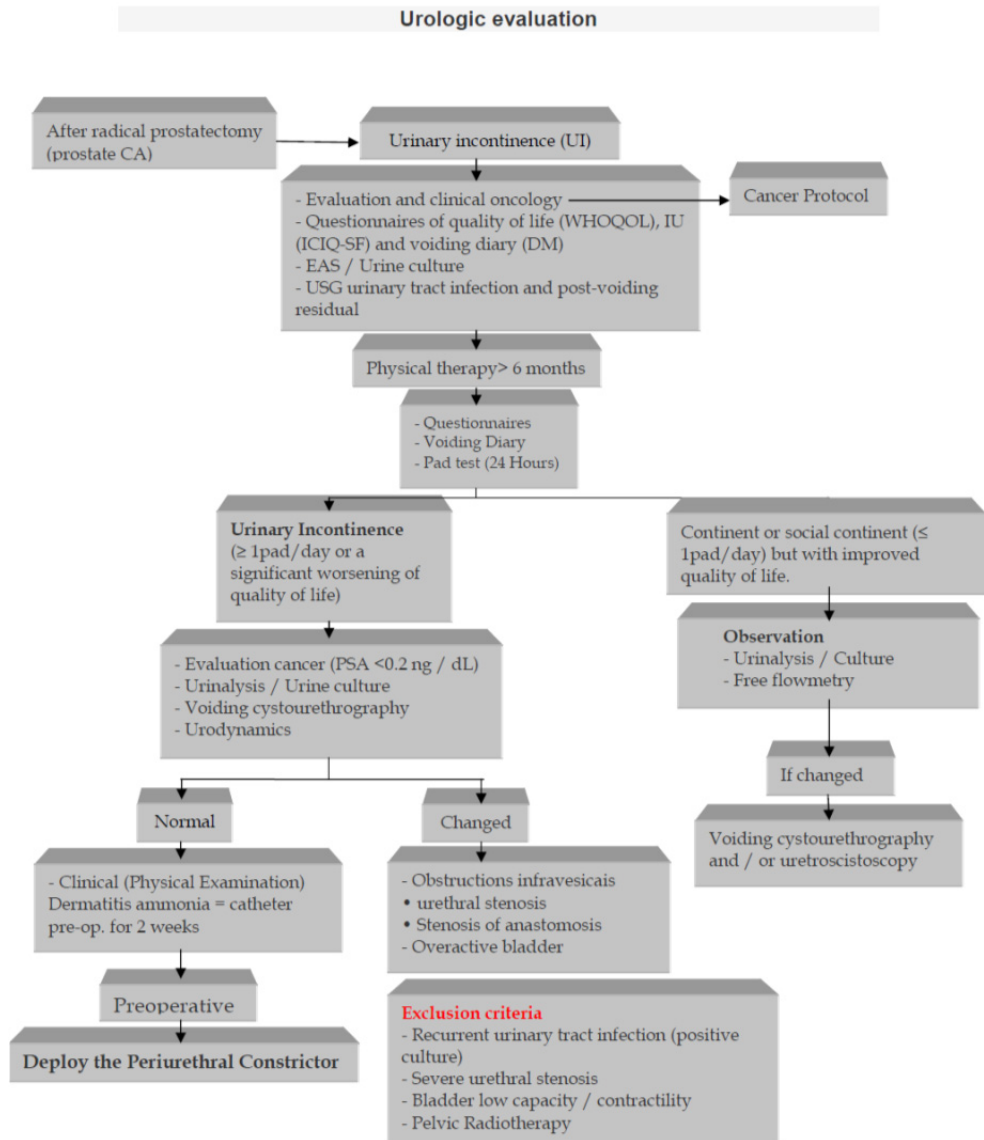 Urologic evaluation
After radical prostatectomy
(prostate CA)
Urinary incontinence (UI)
- Evaluation and clinical oncology
- Questionnaires of quality of life (WHOQOL), IU
(ICIQ-SF) and voiding diary (DM)
- EAS / Urine culture
- USG urinary tract infection and post-voiding
residual
Cancer Protocol
Physical therapy> 6 months
- Questionnaires
- Voiding Diary
- Pad test (24 Hours)
Urinary Incontinence
(≥ 1pad/day or a
significant worsening of
quality of life)
Continent or social continent (≤
1pad/day) but with improved
quality of life.
- Evaluation cancer (PSA <0.2 ng / dL)
- Urinalysis / Urine culture
- Voiding cystourethrography
- Urodynamics
Observation
- Urinalysis / Culture
- Free flowmetry
If changed
Voiding cystourethrography
and / or uretroscistoscopy
Normal
Changed
- Clinical (Physical Examination)
Dermatitis ammonia = catheter
pre-op. for 2 weeks
- Obstructions infravesicais
• urethral stenosis
• Stenosis of anastomosis
- Overactive bladder
Preoperative
Deploy the Periurethral Constrictor
Exclusion criteria
- Recurrent urinary tract infection (positive
culture)
- Severe urethral stenosis
- Bladder low capacity / contractility
- Pelvic Radiotherapy